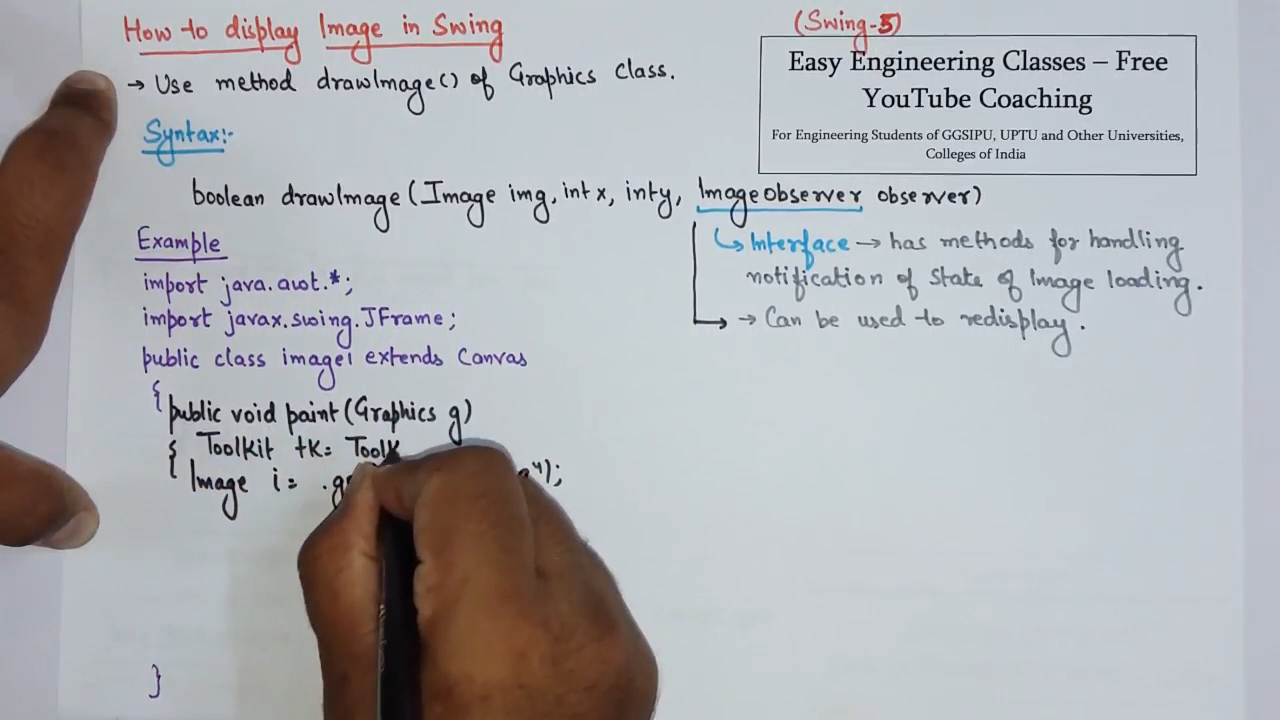 How to display Image in Swing
(Swing-5)
Easy Engineering Classes – Free
YouTube Coaching
For Engineering Students of GGSIPU, UPTU and Other Universities,
Colleges of India
→ Use method drawImage() of Graphics Class.
Syntax:-
boolean drawImage(Image img, int x, int y, ImageObserver observer)
↳ Interface → has methods for handling
notification of State of Image loading.
→ Can be used to redisplay.
Example
import java.awt.*;
import javax.swing.JFrame;
public class image1 extends Canvas
{
public void paint(Graphics g)
{ Toolkit tK= Toolk
Image i= .g ");
}